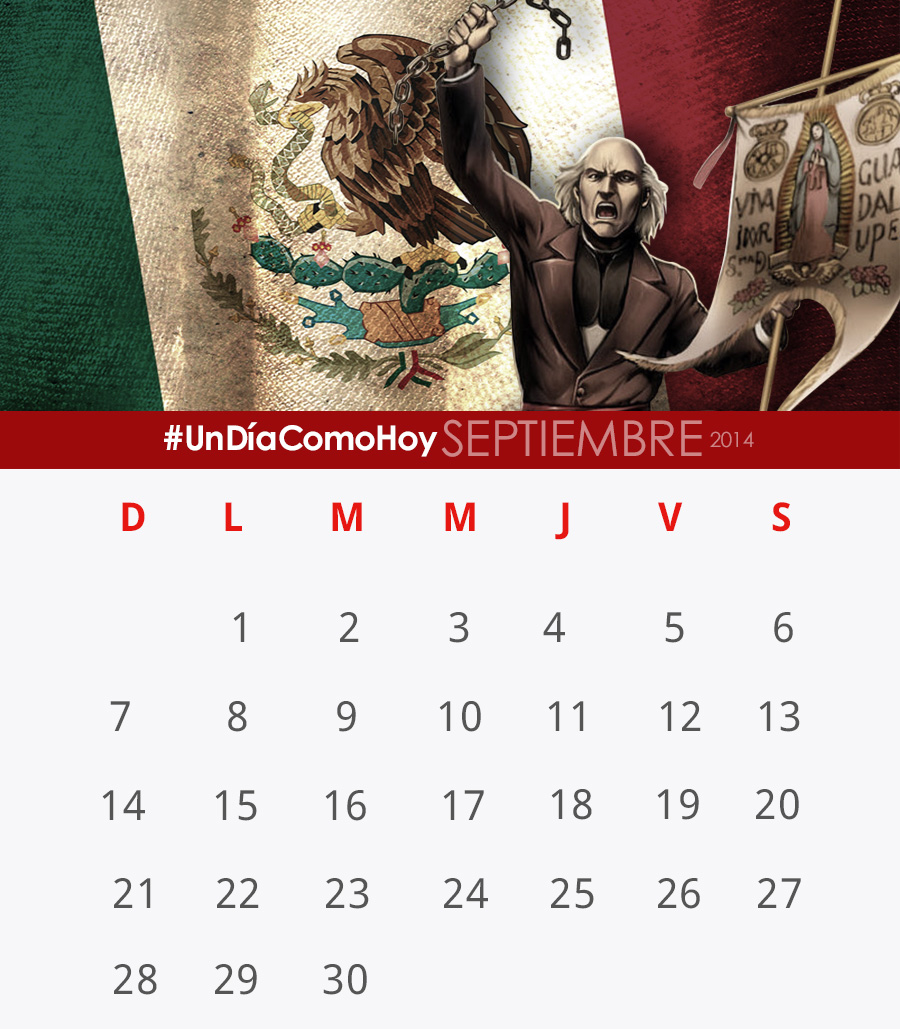 VIVA
GUA
DAL
UPE
#UnDíaComoHoy SEPTIEMBRE 2014
D L M M J V S
1 2 3 4 5 6
7 8 9 10 11 12 13
14 15 16 17 18 19 20
21 22 23 24 25 26 27
28 29 30